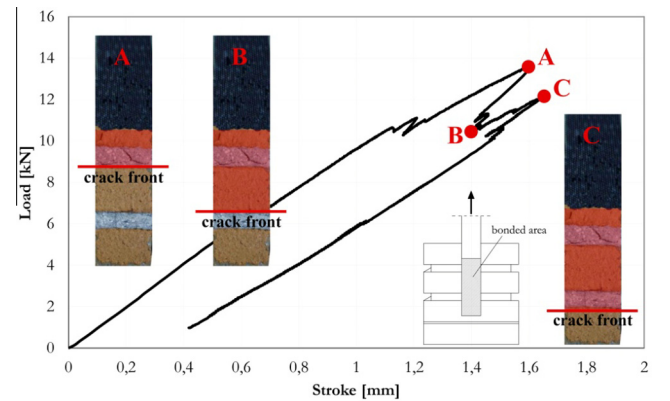 16
14
12
10
8
6
4
2
0
Load [kN]
A
crack front
B
crack front
A
C
B
bonded area
C
crack front
0
0,2
0,4
0,6
0,8
1
1,2
1,4
1,6
1,8
2
Stroke [mm]